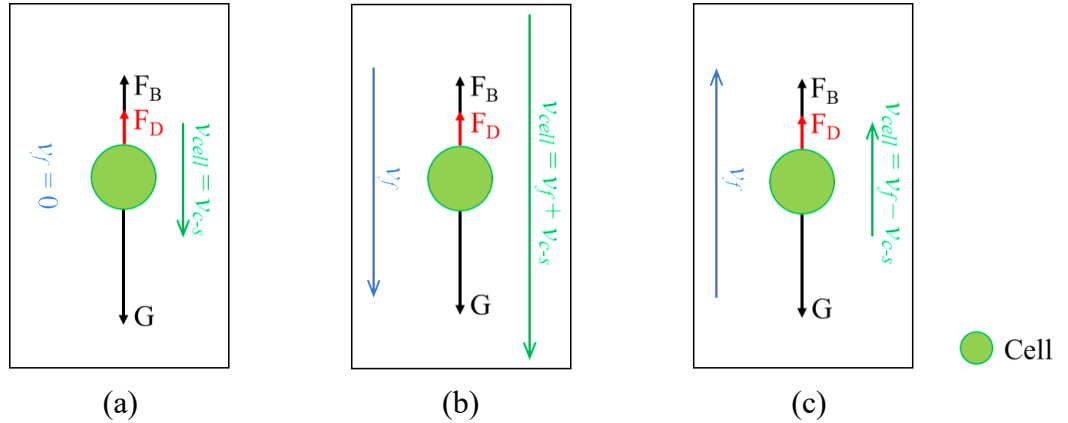 F_B
F_D
v_f = 0
v_cell = v_c-s
G
(a)
F_B
F_D
v_f
v_cell = v_f + v_c-s
G
(b)
F_B
F_D
v_f
v_cell = v_f − v_c-s
G
(c)
Cell